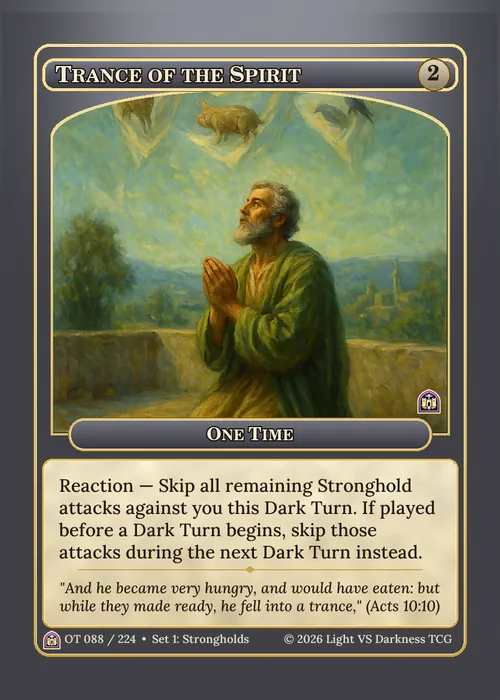 Trance of the Spirit
2
One Time
Reaction — Skip all remaining Stronghold
attacks against you this Dark Turn. If played
before a Dark Turn begins, skip those
attacks during the next Dark Turn instead.
"And he became very hungry, and would have eaten: but
while they made ready, he fell into a trance," (Acts 10:10)
OT 088 / 224 • Set 1: Strongholds © 2026 Light VS Darkness TCG